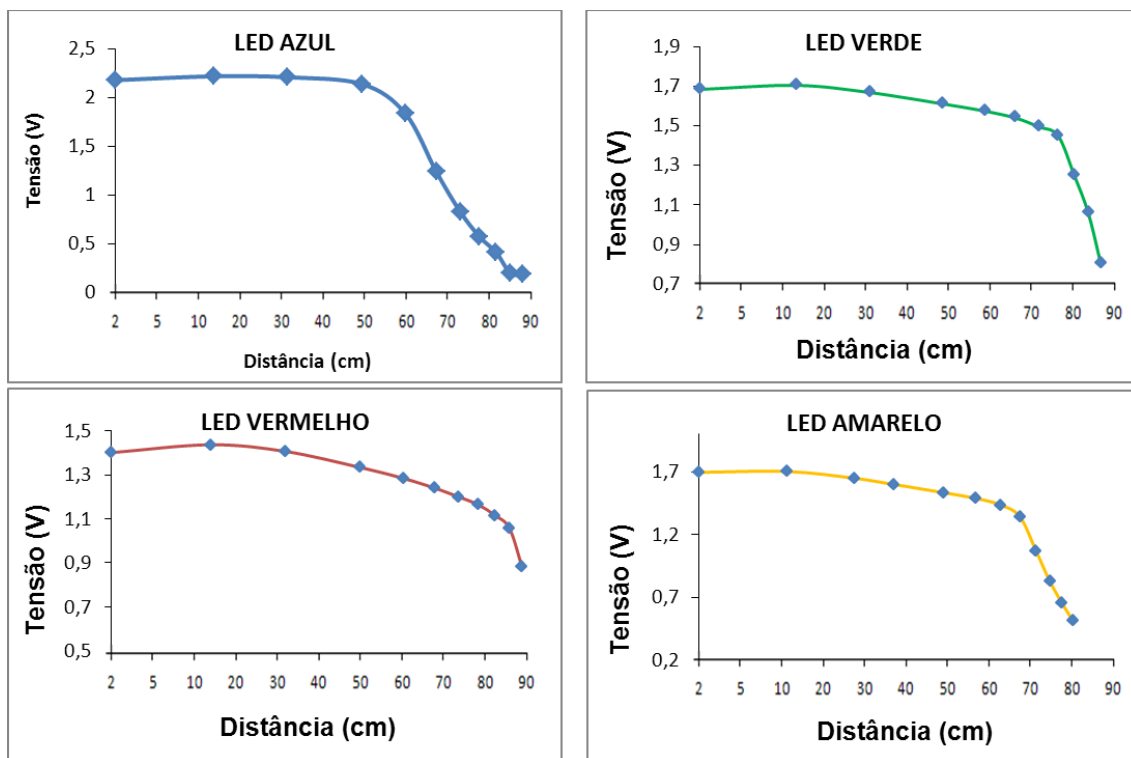 LED AZUL
Tensão (V)
2,5
2
1,5
1
0,5
0
2 5 10 20 30 40 50 60 70 80 90
Distância (cm)
LED VERDE
Tensão (V)
1,9
1,7
1,5
1,3
1,1
0,9
0,7
2 5 10 20 30 40 50 60 70 80 90
Distância (cm)
LED VERMELHO
Tensão (V)
1,5
1,3
1,1
0,9
0,7
0,5
2 5 10 20 30 40 50 60 70 80 90
Distância (cm)
LED AMARELO
Tensão (V)
1,7
1,2
0,7
0,2
2 5 10 20 30 40 50 60 70 80 90
Distância (cm)